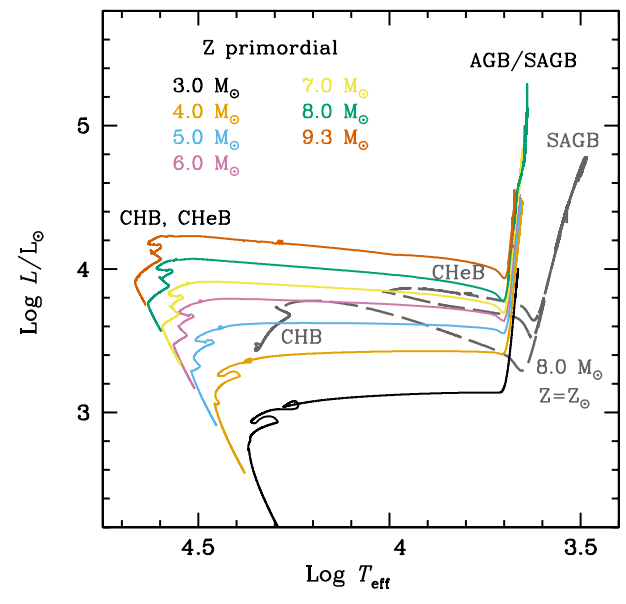 Z primordial
AGB/SAGB
3.0 M☉
7.0 M☉
4.0 M☉
8.0 M☉
5.0 M☉
9.3 M☉
6.0 M☉
SAGB
CHB, CHeB
CHeB
CHB
8.0 M☉
Z=Z☉
5
4
3
Log L/L☉
4.5
4
3.5
Log Teff